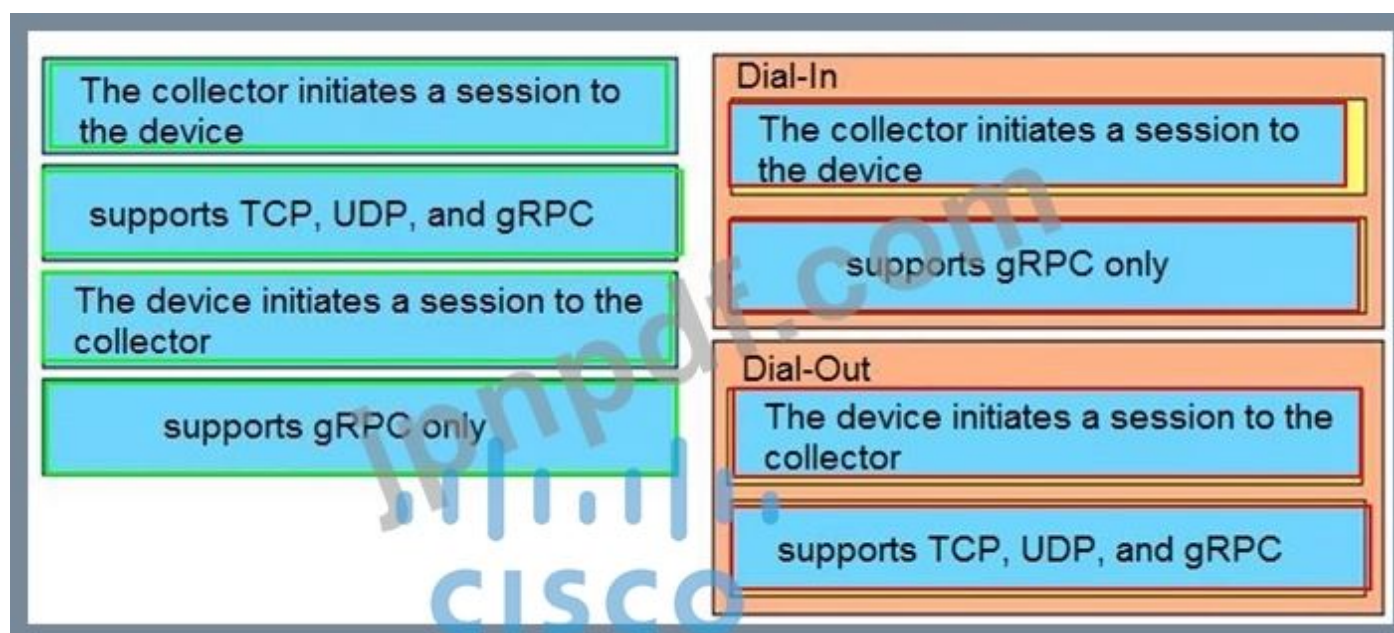 The collector initiates a session to
the device
supports TCP, UDP, and gRPC
The device initiates a session to the
collector
supports gRPC only
Dial-In
The collector initiates a session to
the device
supports gRPC only
Dial-Out
The device initiates a session to the
collector
supports TCP, UDP, and gRPC
jpnpdf.com
CISCO